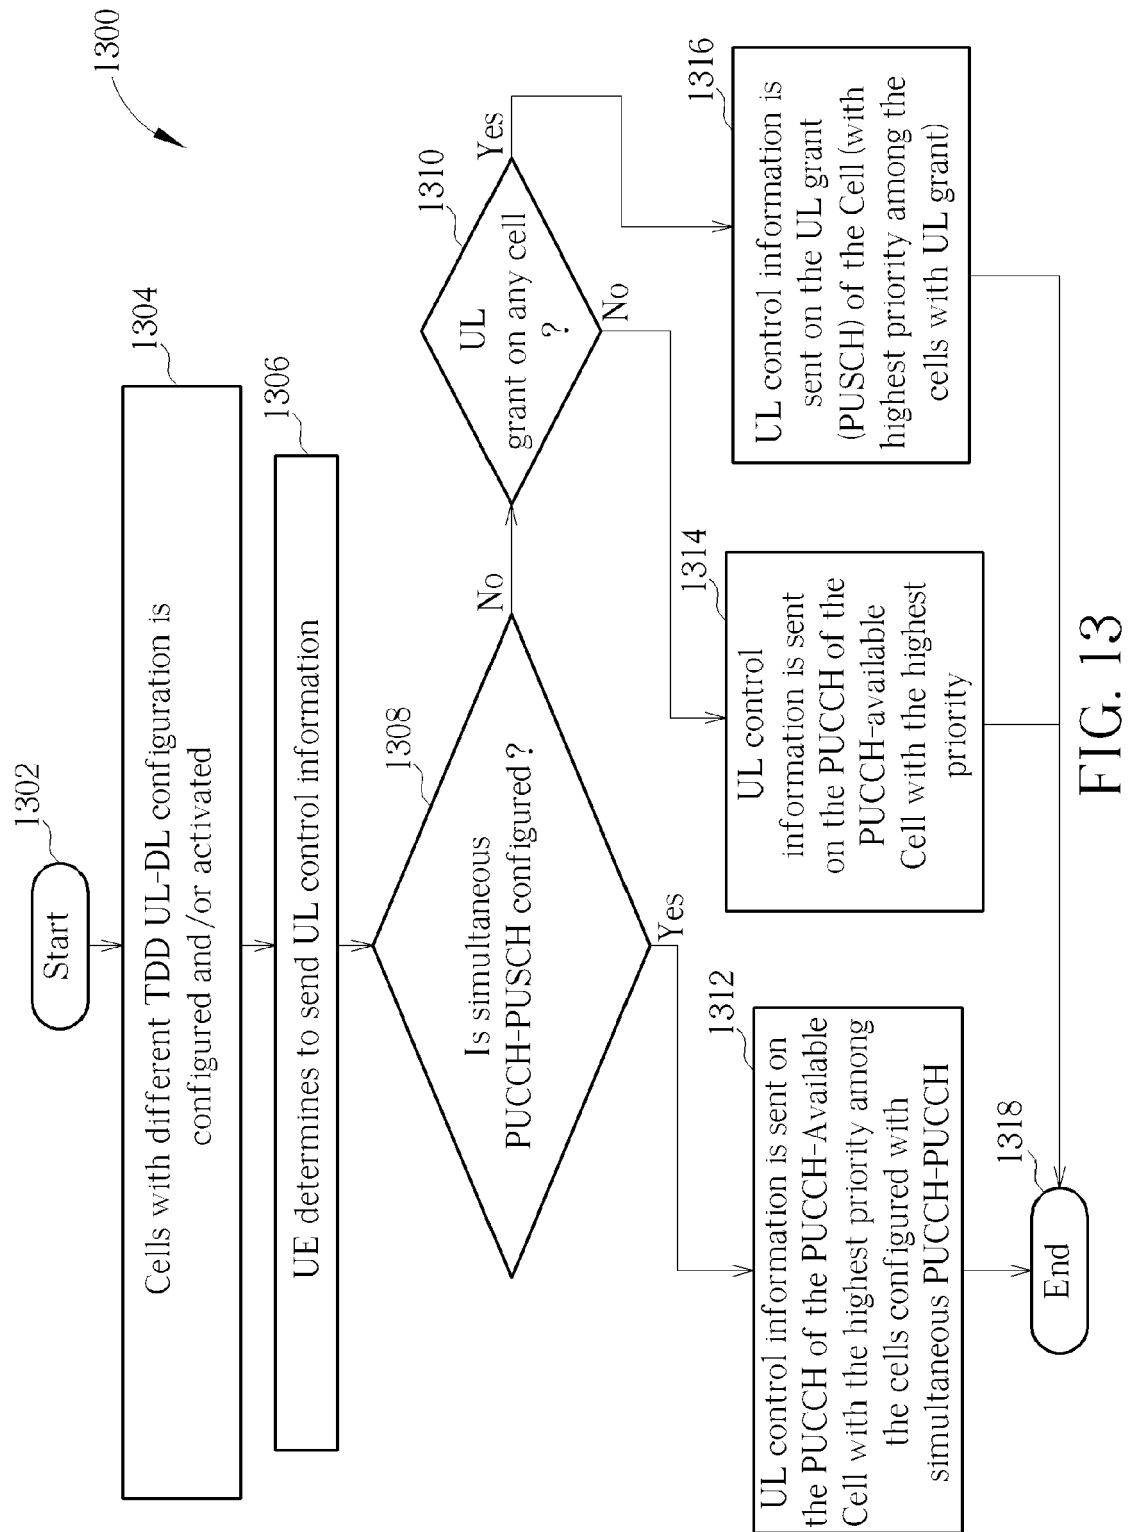 1300
Start
1302
Cells with different TDD UL-DL configuration is
configured and/or activated
1304
UE determines to send UL control information
1306
Is simultaneous
PUCCH-PUSCH configured?
1308
No
Yes
UL
grant on any cell
?
1310
Yes
No
UL control information is sent on
the PUCCH of the PUCCH-Available
Cell with the highest priority among
the cells configured with
simultaneous PUCCH-PUCCH
1312
UL control
information is sent
on the PUCCH of the
PUCCH-available
Cell with the highest
priority
1314
UL control information is
sent on the UL grant
(PUSCH) of the Cell (with
highest priority among the
cells with UL grant)
1316
End
1318
FIG. 13